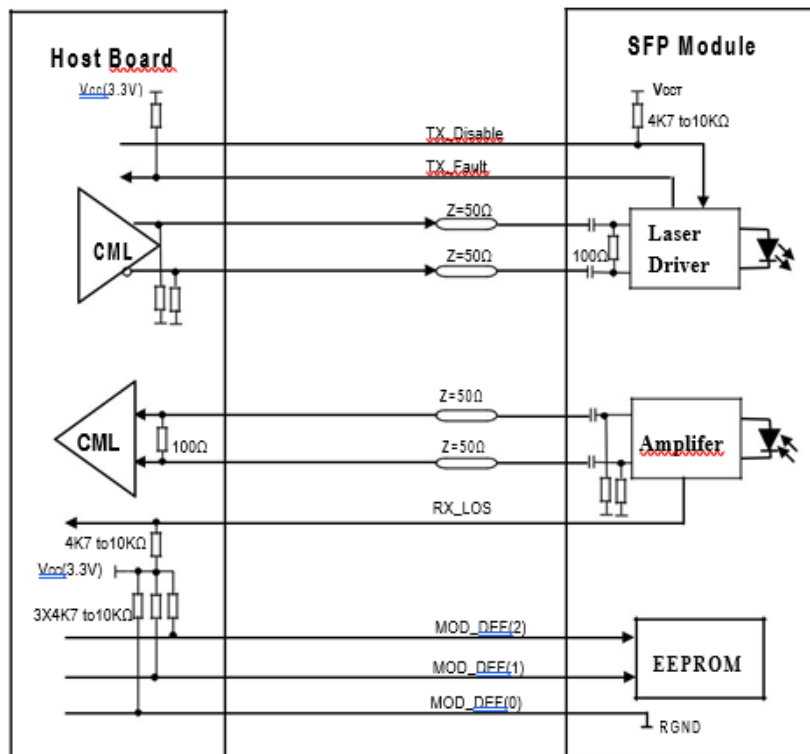 Host Board
SFP Module
Vcc(3.3V)
VCCT
4K7 to10KΩ
TX_Disable
TX_Fault
Z=50Ω
CML
100Ω
Laser
Driver
Z=50Ω
Z=50Ω
CML
100Ω
Amplifer
Z=50Ω
RX_LOS
4K7 to10KΩ
Vcc(3.3V)
3X4K7 to10KΩ
MOD_DEF(2)
MOD_DEF(1)
EEPROM
MOD_DEF(0)
RGND